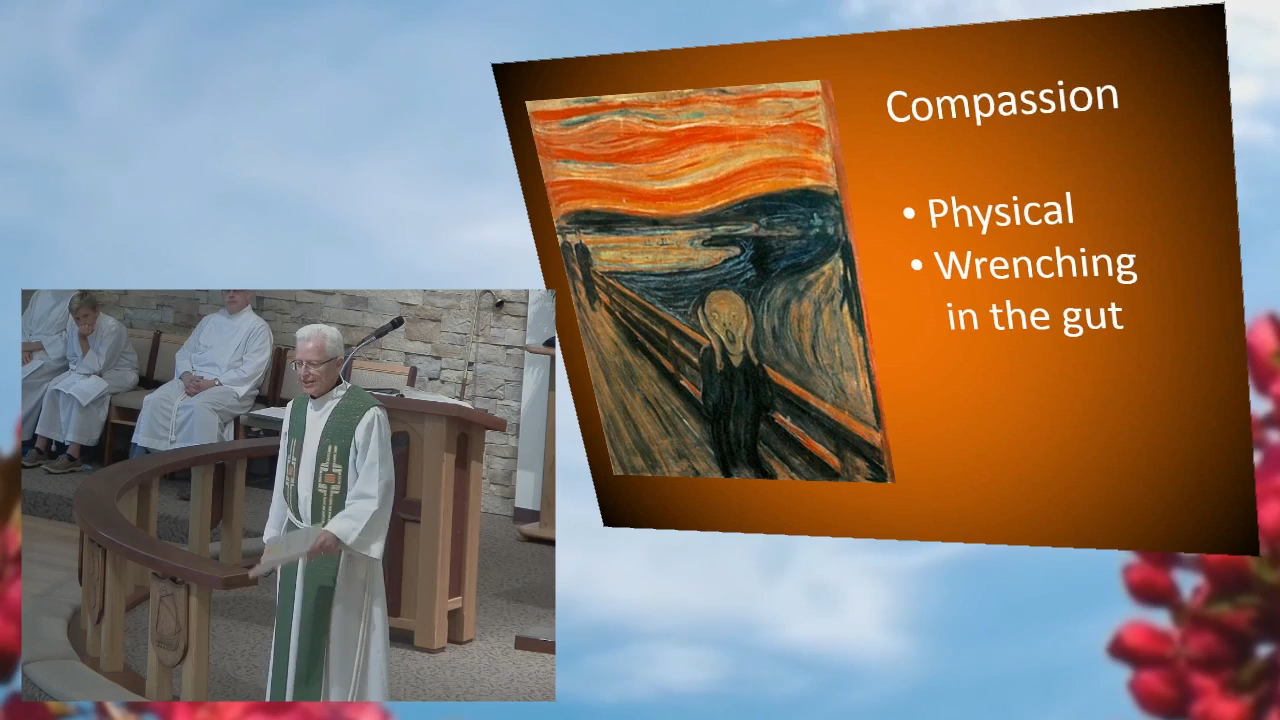 Compassion
• Physical
• Wrenching
in the gut